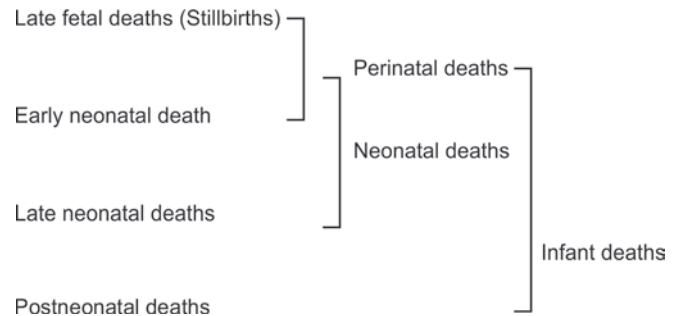 Late fetal deaths (Stillbirths)
Perinatal deaths
Early neonatal death
Neonatal deaths
Late neonatal deaths
Infant deaths
Postneonatal deaths